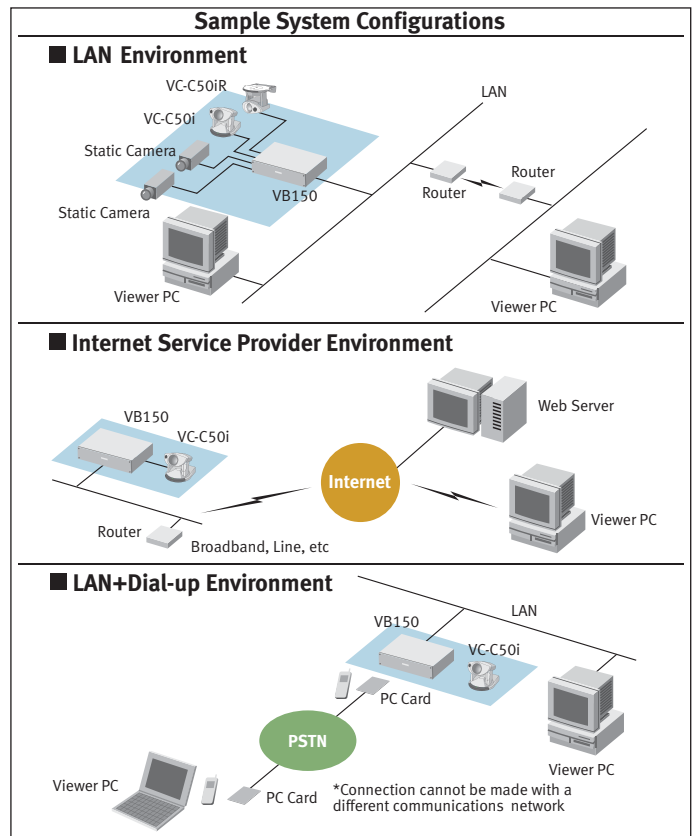 Sample System Configurations
LAN Environment
VC-C50iR
VC-C50i
Static Camera
Static Camera
VB150
LAN
Router
Router
Viewer PC
Viewer PC
Internet Service Provider Environment
VB150
VC-C50i
Router
Broadband, Line, etc
Internet
Web Server
Viewer PC
LAN+Dial-up Environment
LAN
VB150
VC-C50i
PC Card
PSTN
Viewer PC
Viewer PC
PC Card
*Connection cannot be made with a
different communications network